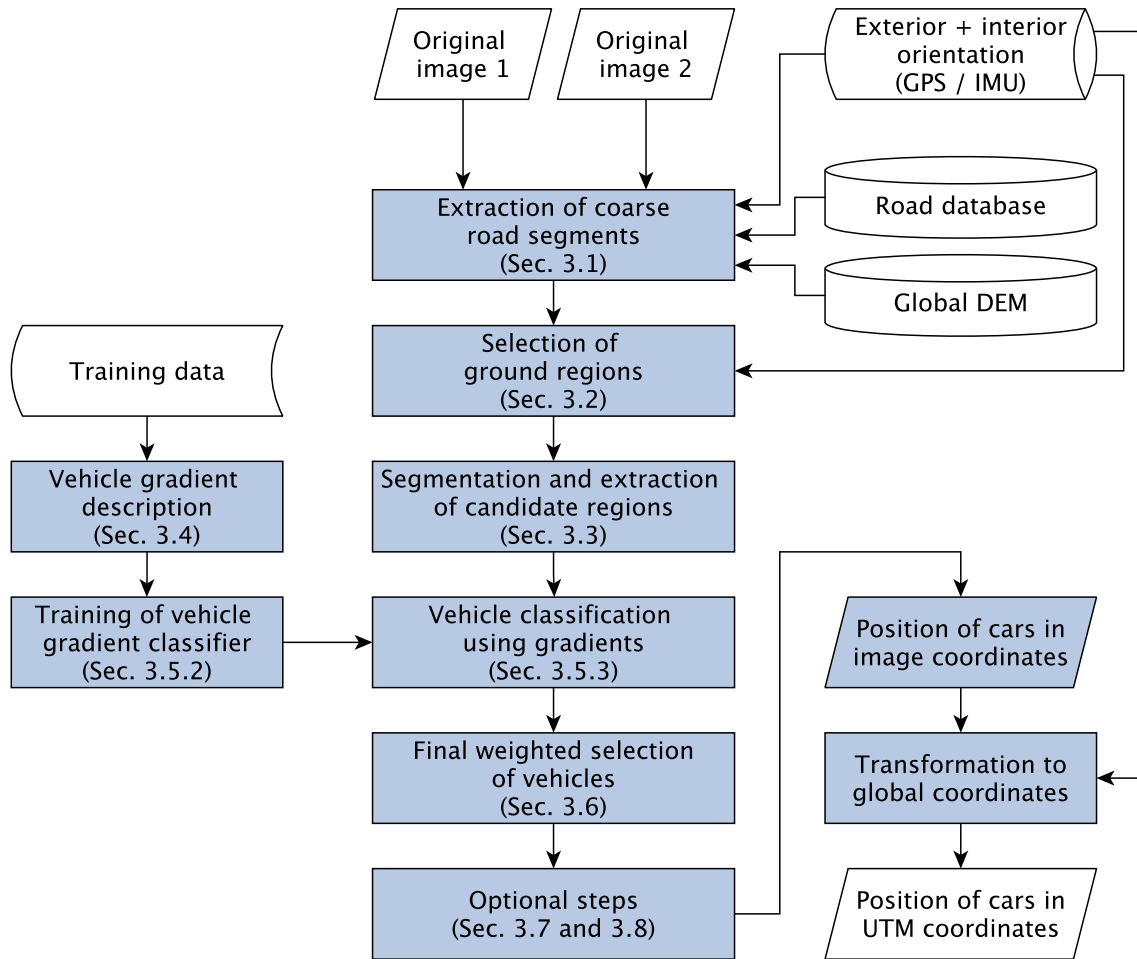 Original
image 1
Original
image 2
Exterior + interior
orientation
(GPS / IMU)
Extraction of coarse
road segments
(Sec. 3.1)
Road database
Global DEM
Selection of
ground regions
(Sec. 3.2)
Training data
Vehicle gradient
description
(Sec. 3.4)
Segmentation and extraction
of candidate regions
(Sec. 3.3)
Training of vehicle
gradient classifier
(Sec. 3.5.2)
Vehicle classification
using gradients
(Sec. 3.5.3)
Position of cars in
image coordinates
Final weighted selection
of vehicles
(Sec. 3.6)
Transformation to
global coordinates
Optional steps
(Sec. 3.7 and 3.8)
Position of cars in
UTM coordinates